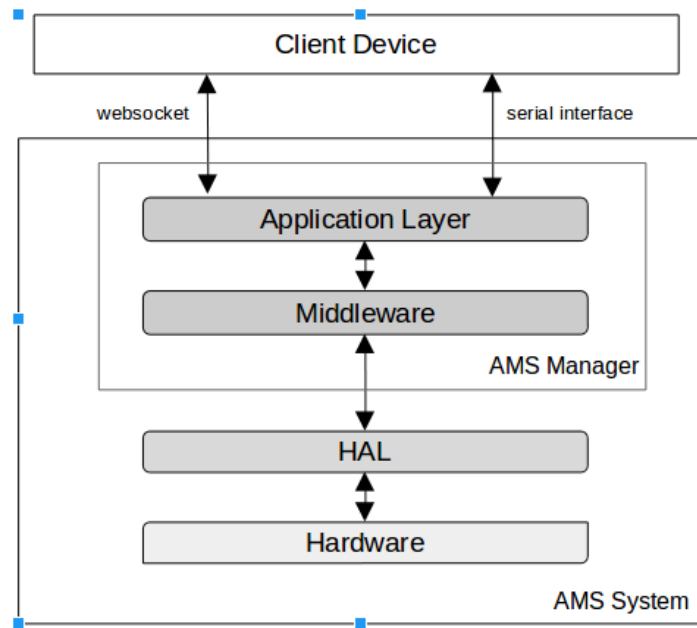 Client Device
websocket
serial interface
Application Layer
Middleware
AMS Manager
HAL
Hardware
AMS System